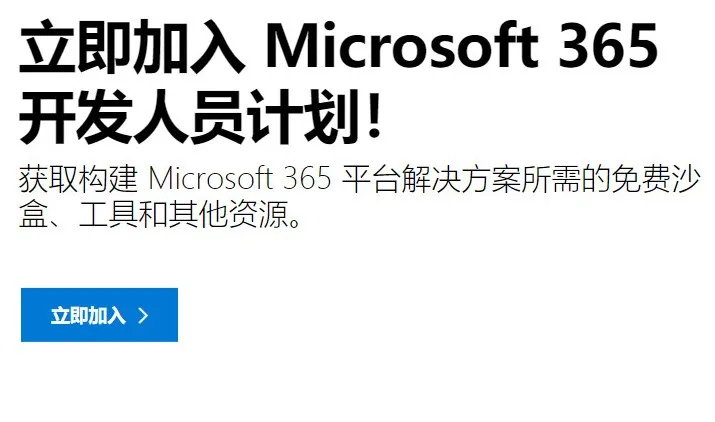 立即加入 Microsoft 365
开发人员计划！
获取构建 Microsoft 365 平台解决方案所需的免费沙
盒、工具和其他资源。
立即加入 >